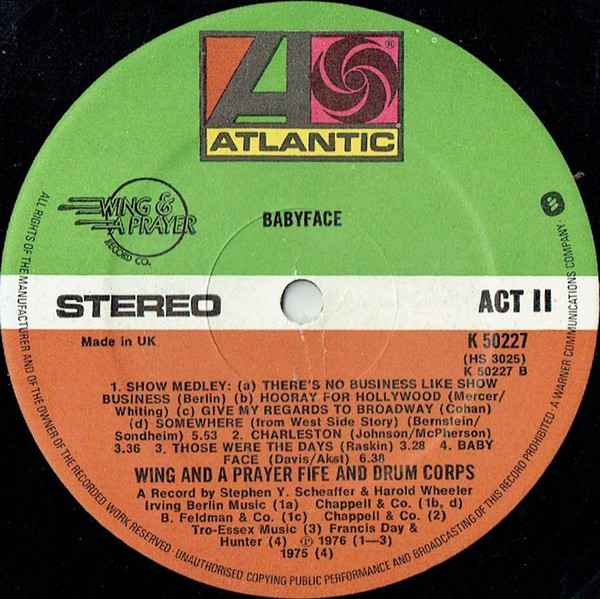 ATLANTIC
®
WING &
A PRAYER
RECORD CO.
BABYFACE
STEREO
ACT II
Made in UK
K 50227
(HS 3025)
K 50227 B
1. SHOW MEDLEY: (a) THERE'S NO BUSINESS LIKE SHOW
BUSINESS (Berlin) (b) HOORAY FOR HOLLYWOOD (Mercer/
Whiting) (c) GIVE MY REGARDS TO BROADWAY (Cohan)
(d) SOMEWHERE (from West Side Story) (Bernstein/
Sondheim) 5.53 2. CHARLESTON (Johnson/McPherson)
3.36 3. THOSE WERE THE DAYS (Raskin) 3.28 4. BABY
FACE (Davis/Akst) 6.38
WING AND A PRAYER FIFE AND DRUM CORPS
A Record by Stephen Y. Scheaffer & Harold Wheeler
Irving Berlin Music (1a) Chappell & Co. (1b, d)
B. Feldman & Co. (1c) Chappell & Co. (2)
Tro-Essex Music (3) Francis Day &
Hunter (4) ℗ 1976 (1—3)
1975 (4)
ALL RIGHTS OF THE MANUFACTURER AND OF THE OWNER OF THE RECORDED WORK RESERVED · UNAUTHORISED COPYING PUBLIC PERFORMANCE AND BROADCASTING OF THIS RECORD PROHIBITED · A WARNER COMMUNICATIONS COMPANY ·